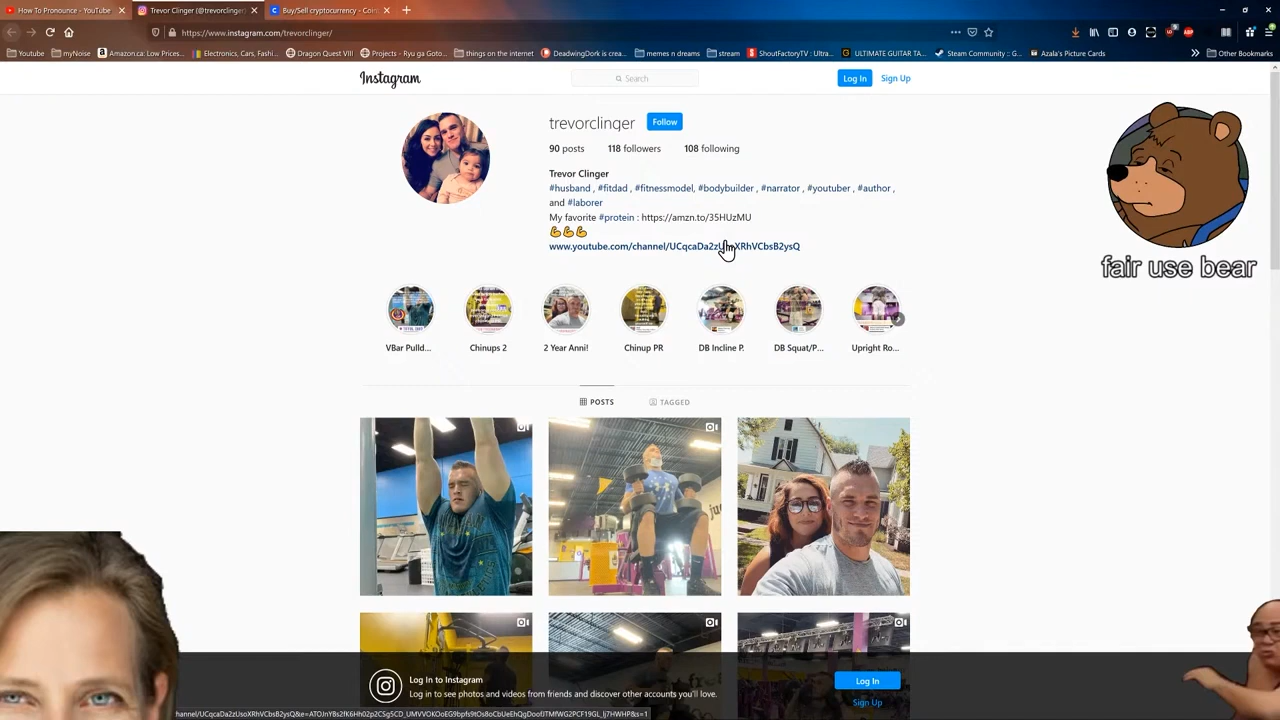 How To Pronounce - YouTube
Trevor Clinger (@trevorclinger)
Buy/Sell cryptocurrency - Coin
https://www.instagram.com/trevorclinger/
Youtube
myNoise
Amazon.ca: Low Prices...
Electronics, Cars, Fashi...
Dragon Quest VIII
Projects - Ryu ga Goto...
things on the internet
DeadwingDork is crea...
memes n dreams
stream
ShoutFactoryTV : Ultra...
ULTIMATE GUITAR TA...
Steam Community :: G...
Azala's Picture Cards
Other Bookmarks
Instagram
Search
Log In
Sign Up
trevorclinger
Follow
90 posts 118 followers 108 following
Trevor Clinger
#husband , #fitdad , #fitnessmodel, #bodybuilder , #narrator , #youtuber , #author ,
and #laborer
My favorite #protein : https://amzn.to/35HUzMU
fair use bear
VBar Pulld...
Chinups 2
2 Year Anni!
Chinup PR
DB Incline P.
DB Squat/P...
Upright Ro...
POSTS
TAGGED
Log In to Instagram
Log in to see photos and videos from friends and discover other accounts you'll love.
Log In
Sign Up